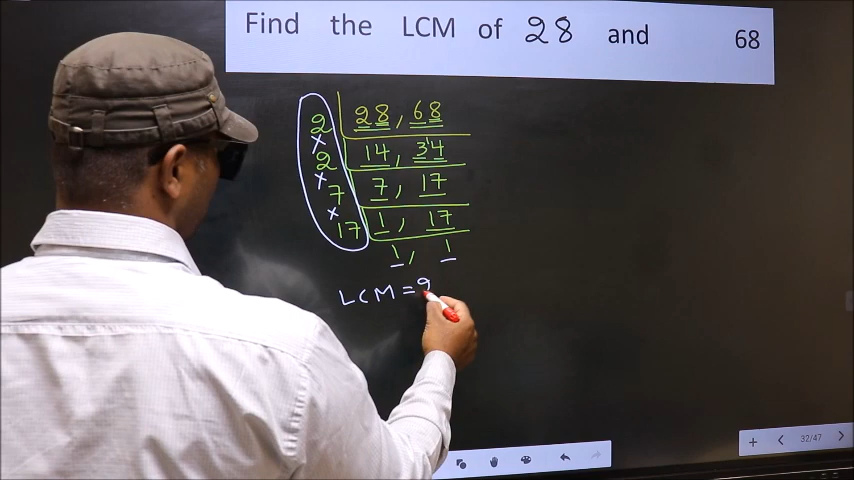 Find the LCM of 28 and 68
2 28, 68
×
2 14, 34
×
7 7, 17
×
17 1, 17
1, 1
LCM =
32/47